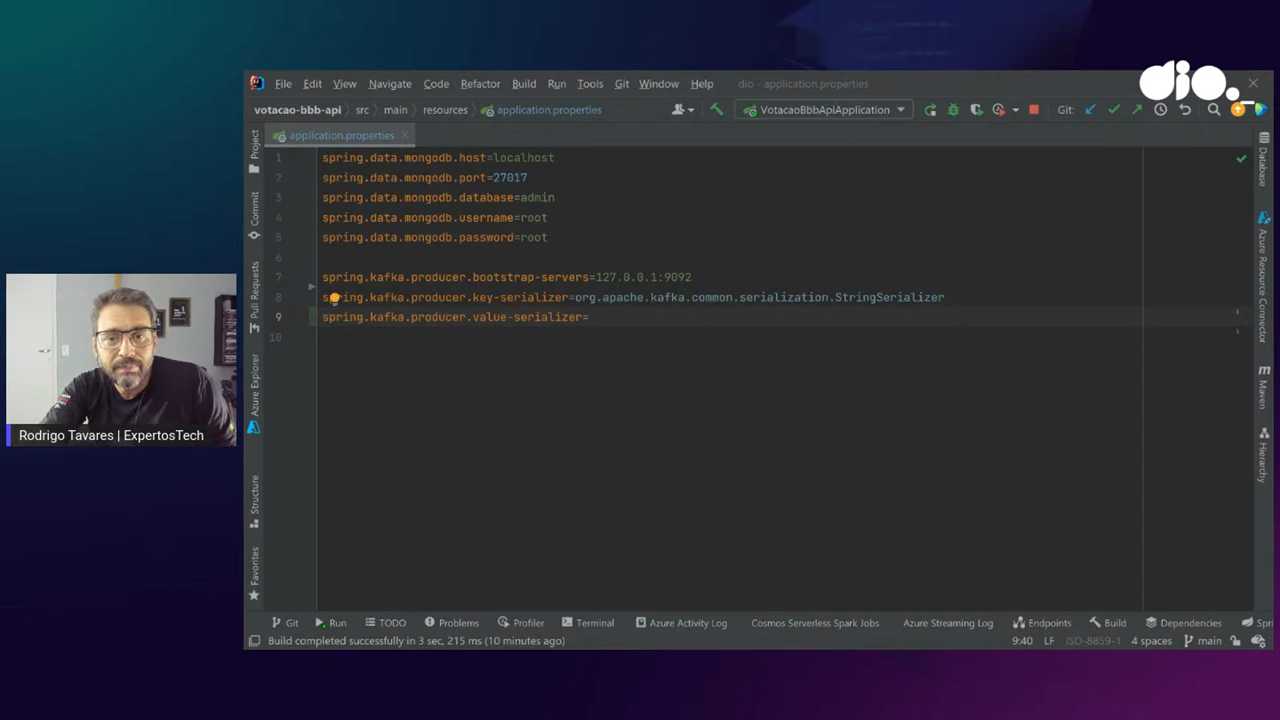 dio.
File Edit View Navigate Code Refactor Build Run Tools Git Window Help dio - application.properties
votacao-bbb-api src main resources application.properties VotacaoBbbApiApplication Git:
application.properties
1 spring.data.mongodb.host=localhost
2 spring.data.mongodb.port=27017
3 spring.data.mongodb.database=admin
4 spring.data.mongodb.username=root
5 spring.data.mongodb.password=root
6
7 spring.kafka.producer.bootstrap-servers=127.0.0.1:9092
8 spring.kafka.producer.key-serializer=org.apache.kafka.common.serialization.StringSerializer
9 spring.kafka.producer.value-serializer=
10
Project
Commit
Pull Requests
Azure Explorer
Structure
Favorites
Database
Azure Resource Connector
Maven
Hierarchy
Rodrigo Tavares | ExpertosTech
Git Run TODO Problems Profiler Terminal Azure Activity Log Cosmos Serverless Spark Jobs Azure Streaming Log Endpoints Build Dependencies Spri
Build completed successfully in 3 sec, 215 ms (10 minutes ago) 9:40 LF ISO-8859-1 4 spaces main